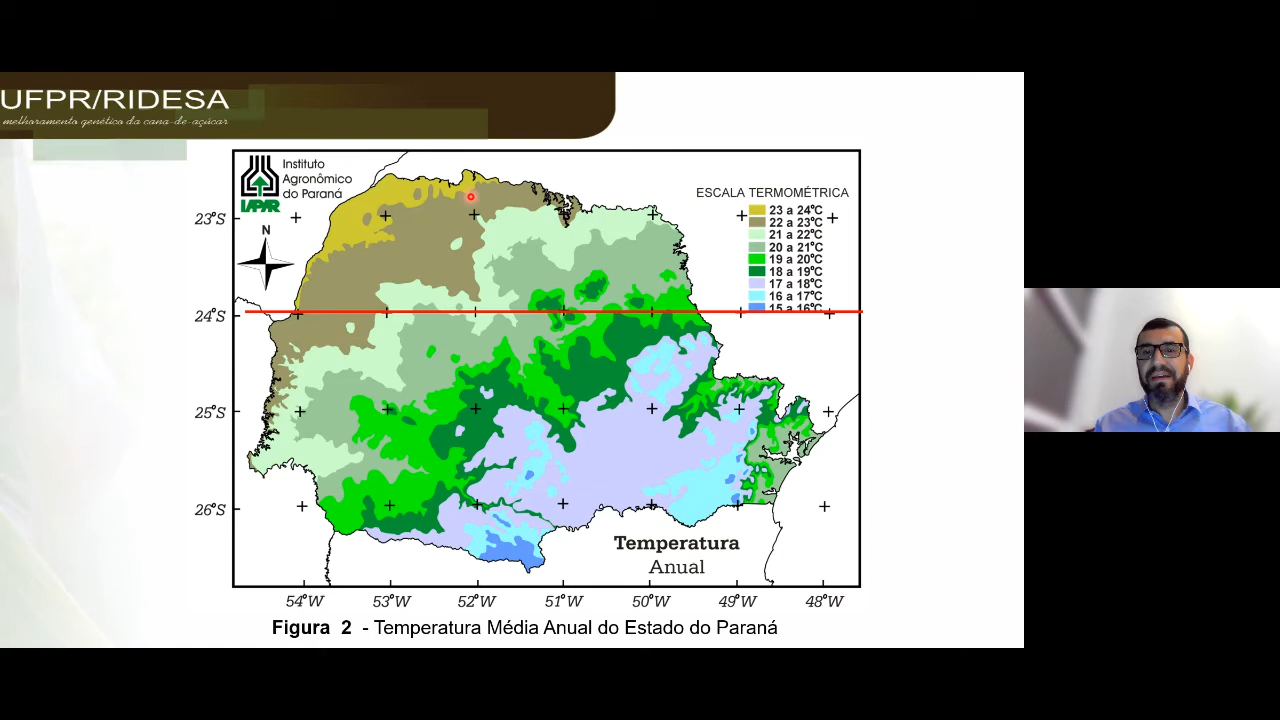 UFPR/RIDESA
melhoramento genético da cana-de-açúcar
Instituto
Agronômico
do Paraná
IAPAR
N
ESCALA TERMOMÉTRICA
23 a 24°C
22 a 23°C
21 a 22°C
20 a 21°C
19 a 20°C
18 a 19°C
17 a 18°C
16 a 17°C
15 a 16°C
23°S
24°S
25°S
26°S
Temperatura
Anual
54°W 53°W 52°W 51°W 50°W 49°W 48°W
Figura 2 - Temperatura Média Anual do Estado do Paraná